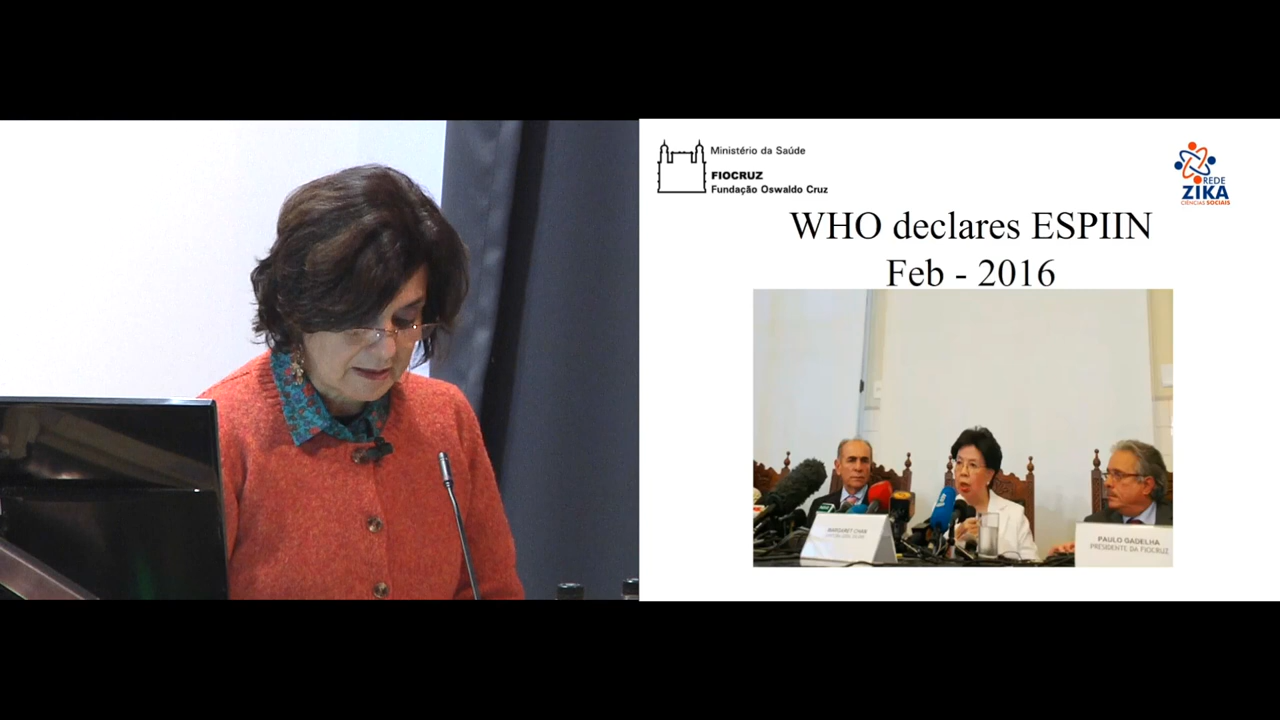 Ministério da Saúde
FIOCRUZ
Fundação Oswaldo Cruz
REDE
ZIKA
CIÊNCIAS SOCIAIS
WHO declares ESPIIN
Feb - 2016
MARGARET CHAN
PAULO GADELHA
PRESIDENTE DA FIOCRUZ